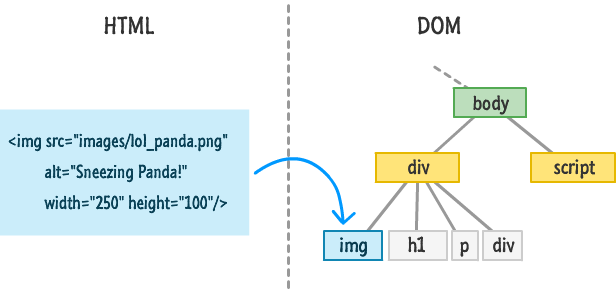 HTML
DOM
<img src="images/lol_panda.png"
alt="Sneezing Panda!"
width="250" height="100"/>
body
div
script
img
h1
p
div